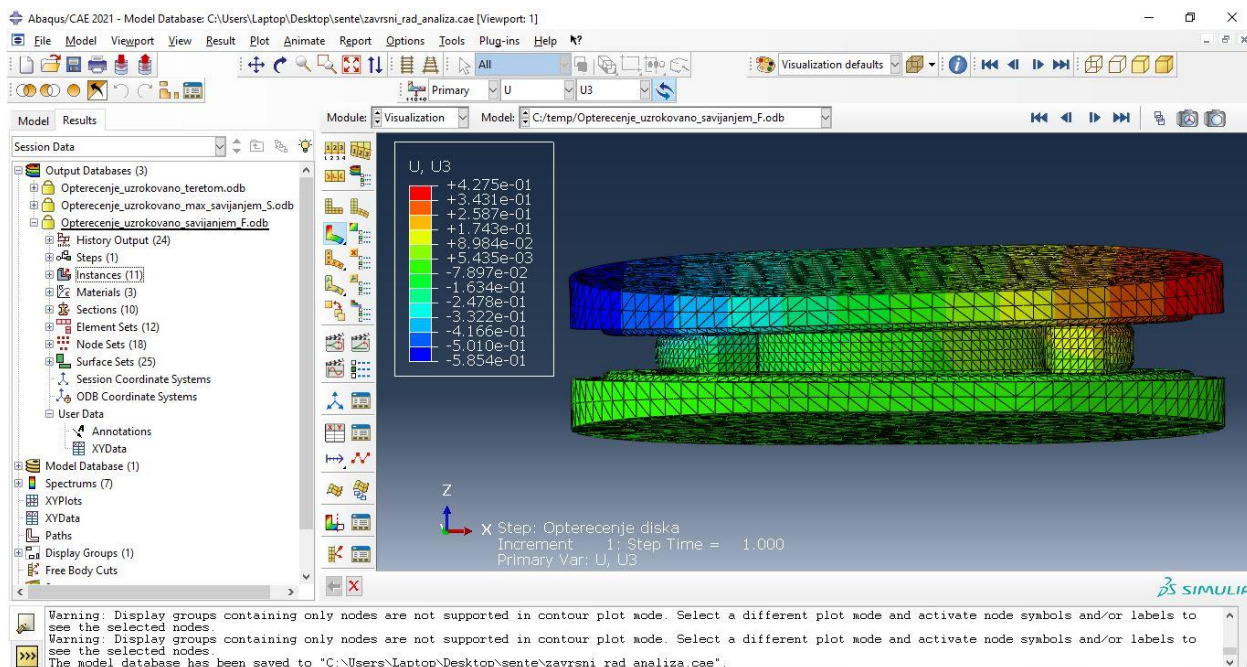 Abaqus/CAE 2021 - Model Database: C:\Users\Laptop\Desktop\sente\zavrsni_rad_analiza.cae [Viewport: 1]
File Model Viewport View Result Plot Animate Report Options Tools Plug-ins Help
All
Visualization defaults
Primary U U3
Model Results
Module: Visualization Model: C:/temp/Opterecenje_uzrokovano_savijanjem_F.odb
Session Data
Output Databases (3)
Opterecenje_uzrokovano_teretom.odb
Opterecenje_uzrokovano_max_savijanjem_S.odb
Opterecenje_uzrokovano_savijanjem_F.odb
History Output (24)
Steps (1)
Instances (11)
Materials (3)
Sections (10)
Element Sets (12)
Node Sets (18)
Surface Sets (25)
Session Coordinate Systems
ODB Coordinate Systems
User Data
Annotations
XYData
Model Database (1)
Spectrums (7)
XYPlots
XYData
Paths
Display Groups (1)
Free Body Cuts
U, U3
+4.275e-01
+3.431e-01
+2.587e-01
+1.743e-01
+8.984e-02
+5.435e-03
-7.897e-02
-1.634e-01
-2.478e-01
-3.322e-01
-4.166e-01
-5.010e-01
-5.854e-01
Z
X
Step: Opterecenje diska
Increment 1: Step Time = 1.000
Primary Var: U, U3
SIMULIA
Warning: Display groups containing only nodes are not supported in contour plot mode. Select a different plot mode and activate node symbols and/or labels to
see the selected nodes.
Warning: Display groups containing only nodes are not supported in contour plot mode. Select a different plot mode and activate node symbols and/or labels to
see the selected nodes.
The model database has been saved to "C:\Users\Laptop\Desktop\sente\zavrsni_rad_analiza.cae".